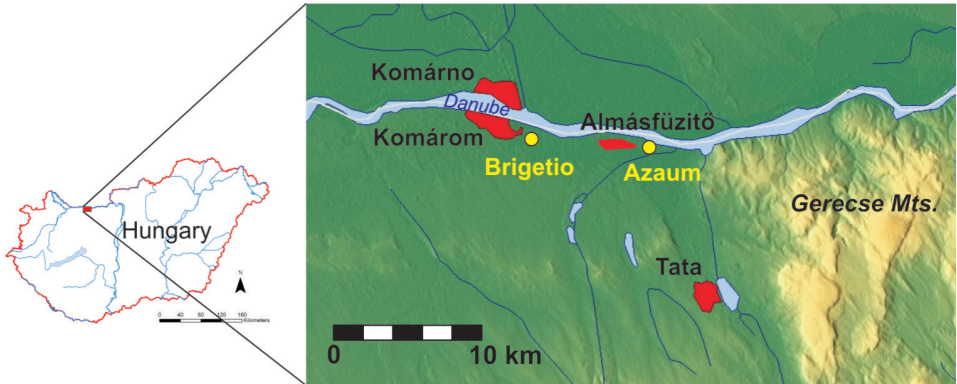 Hungary
N
0 40 80 120 160
Kilometers
Komárno
Danube
Komárom
Almásfüzitő
Brigetio
Azaum
Gerecse Mts.
Tata
0 10 km